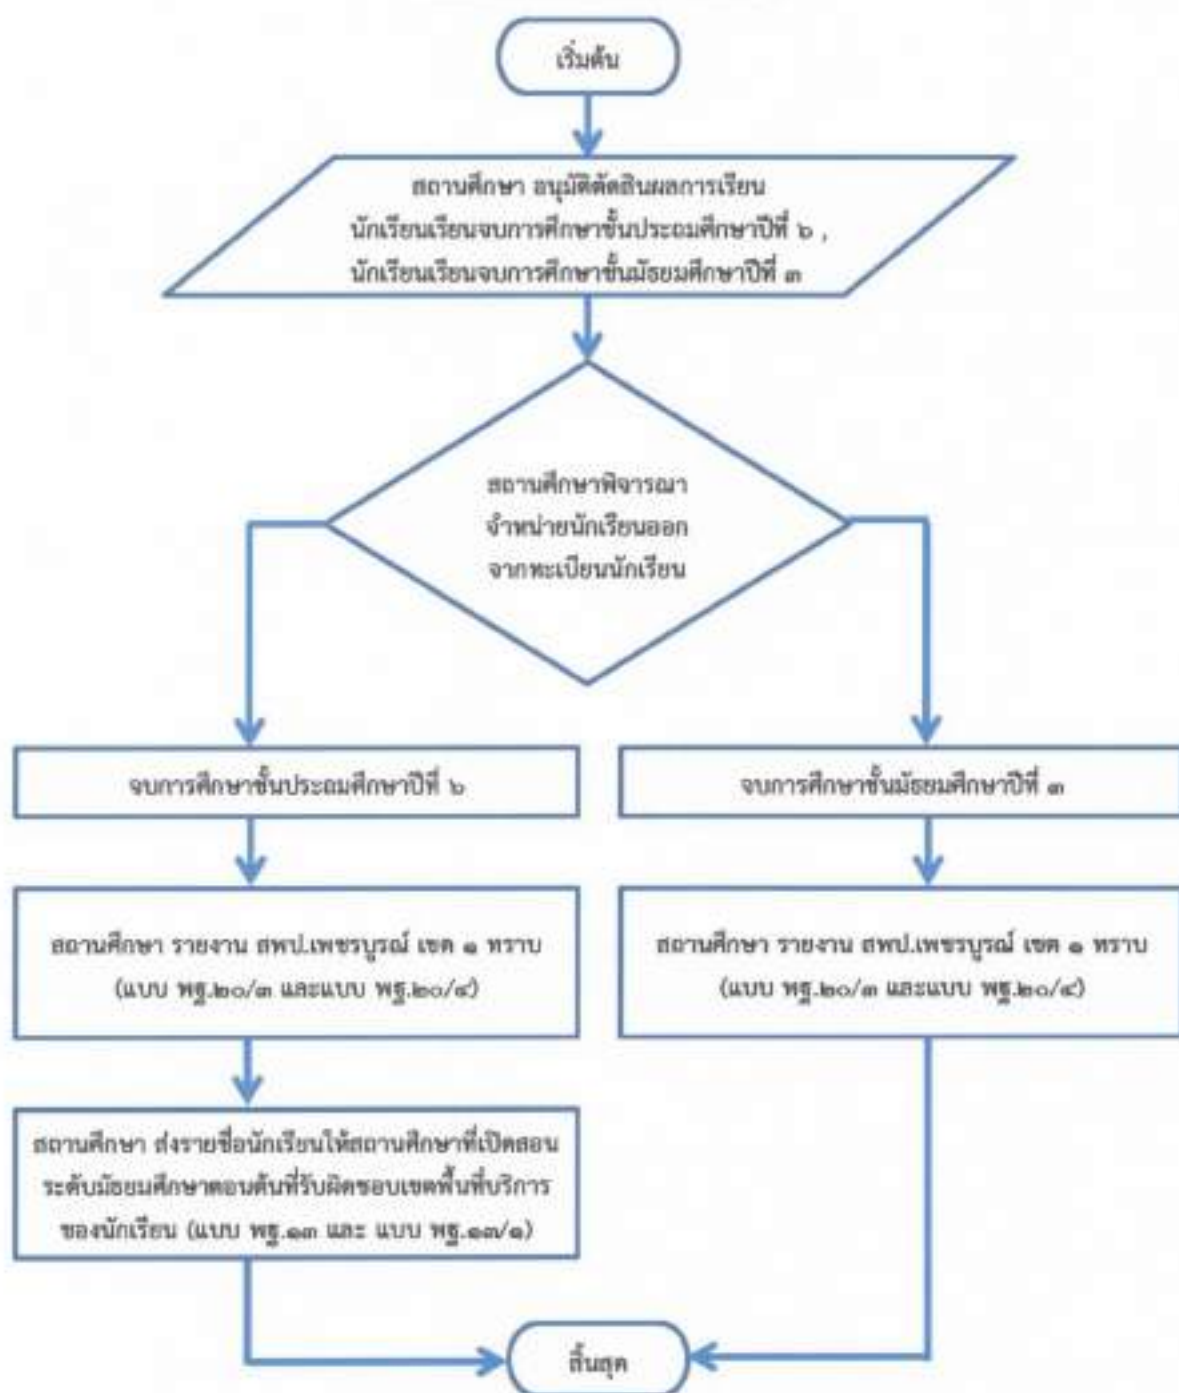 เริ่มต้น
สถานศึกษา อนุมัติตัดสินผลการเรียน
นักเรียนเรียนจบการศึกษาชั้นประถมศึกษาปีที่ ๖ ,
นักเรียนเรียนจบการศึกษาชั้นมัธยมศึกษาปีที่ ๓
สถานศึกษาพิจารณา
จำหน่ายนักเรียนออก
จากทะเบียนนักเรียน
จบการศึกษาชั้นประถมศึกษาปีที่ ๖
จบการศึกษาชั้นมัธยมศึกษาปีที่ ๓
สถานศึกษา รายงาน สพป.เพชรบูรณ์ เขต ๑ ทราบ
(แบบ พฐ.๒๐/๓ และแบบ พฐ.๒๐/๔)
สถานศึกษา รายงาน สพป.เพชรบูรณ์ เขต ๑ ทราบ
(แบบ พฐ.๒๐/๓ และแบบ พฐ.๒๐/๔)
สถานศึกษา ส่งรายชื่อนักเรียนให้สถานศึกษาที่เปิดสอน
ระดับมัธยมศึกษาตอนต้นที่รับผิดชอบเขตพื้นที่บริการ
ของนักเรียน (แบบ พฐ.๑๓ และ แบบ พฐ.๑๓/๑)
สิ้นสุด